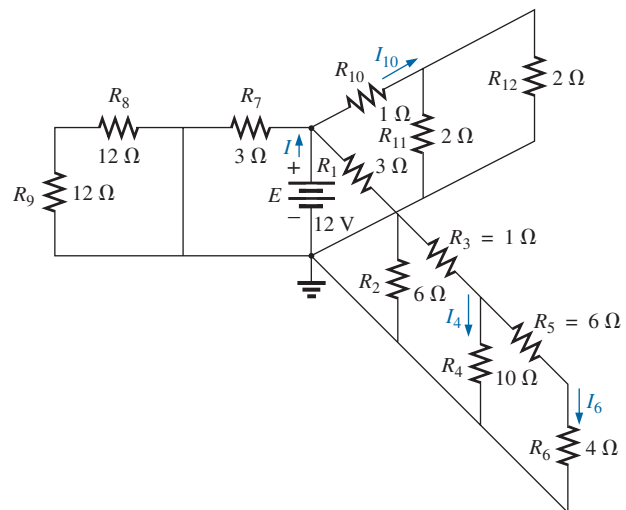 I10
R10
1 Ω
R12
2 Ω
R8
12 Ω
R7
3 Ω
R11
2 Ω
I
R1
3 Ω
R9
12 Ω
+
E
−
12 V
R3 = 1 Ω
R2
6 Ω
I4
R5 = 6 Ω
R4
10 Ω
I6
R6
4 Ω